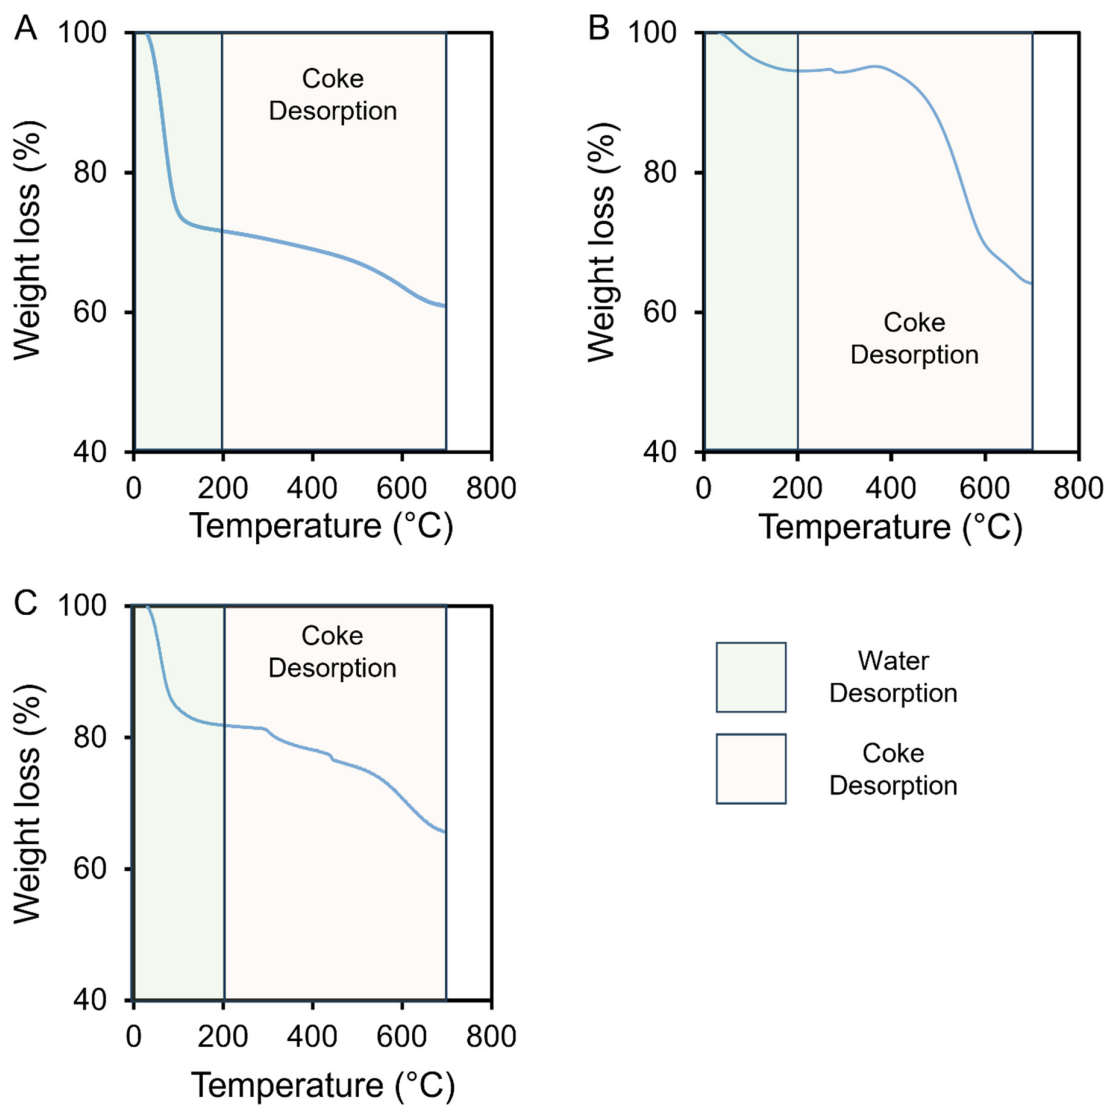 A
100
80
60
40
0 200 400 600 800
Weight loss (%)
Temperature (°C)
Coke
Desorption
B
100
80
60
40
0 200 400 600 800
Weight loss (%)
Temperature (°C)
Coke
Desorption
C
100
80
60
40
0 200 400 600 800
Weight loss (%)
Temperature (°C)
Coke
Desorption
Water
Desorption
Coke
Desorption